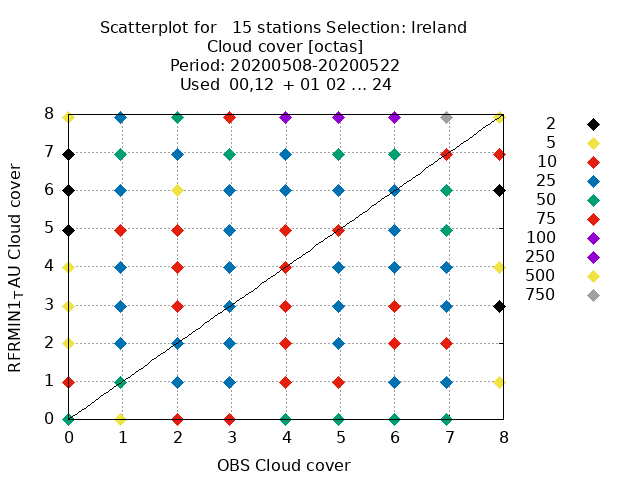 Scatterplot for   15 stations Selection: Ireland
Cloud cover [octas]
Period: 20200508-20200522
Used  00,12  + 01 02 ... 24
RFRMIN1_TAU Cloud cover
8
7
6
5
4
3
2
1
0
0 1 2 3 4 5 6 7 8
OBS Cloud cover
2
5
10
25
50
75
100
250
500
750